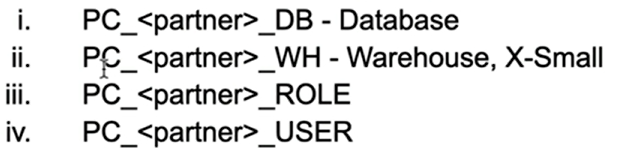 i. PC_<partner>_DB - Database
ii. PC_<partner>_WH - Warehouse, X-Small
iii. PC_<partner>_ROLE
iv. PC_<partner>_USER